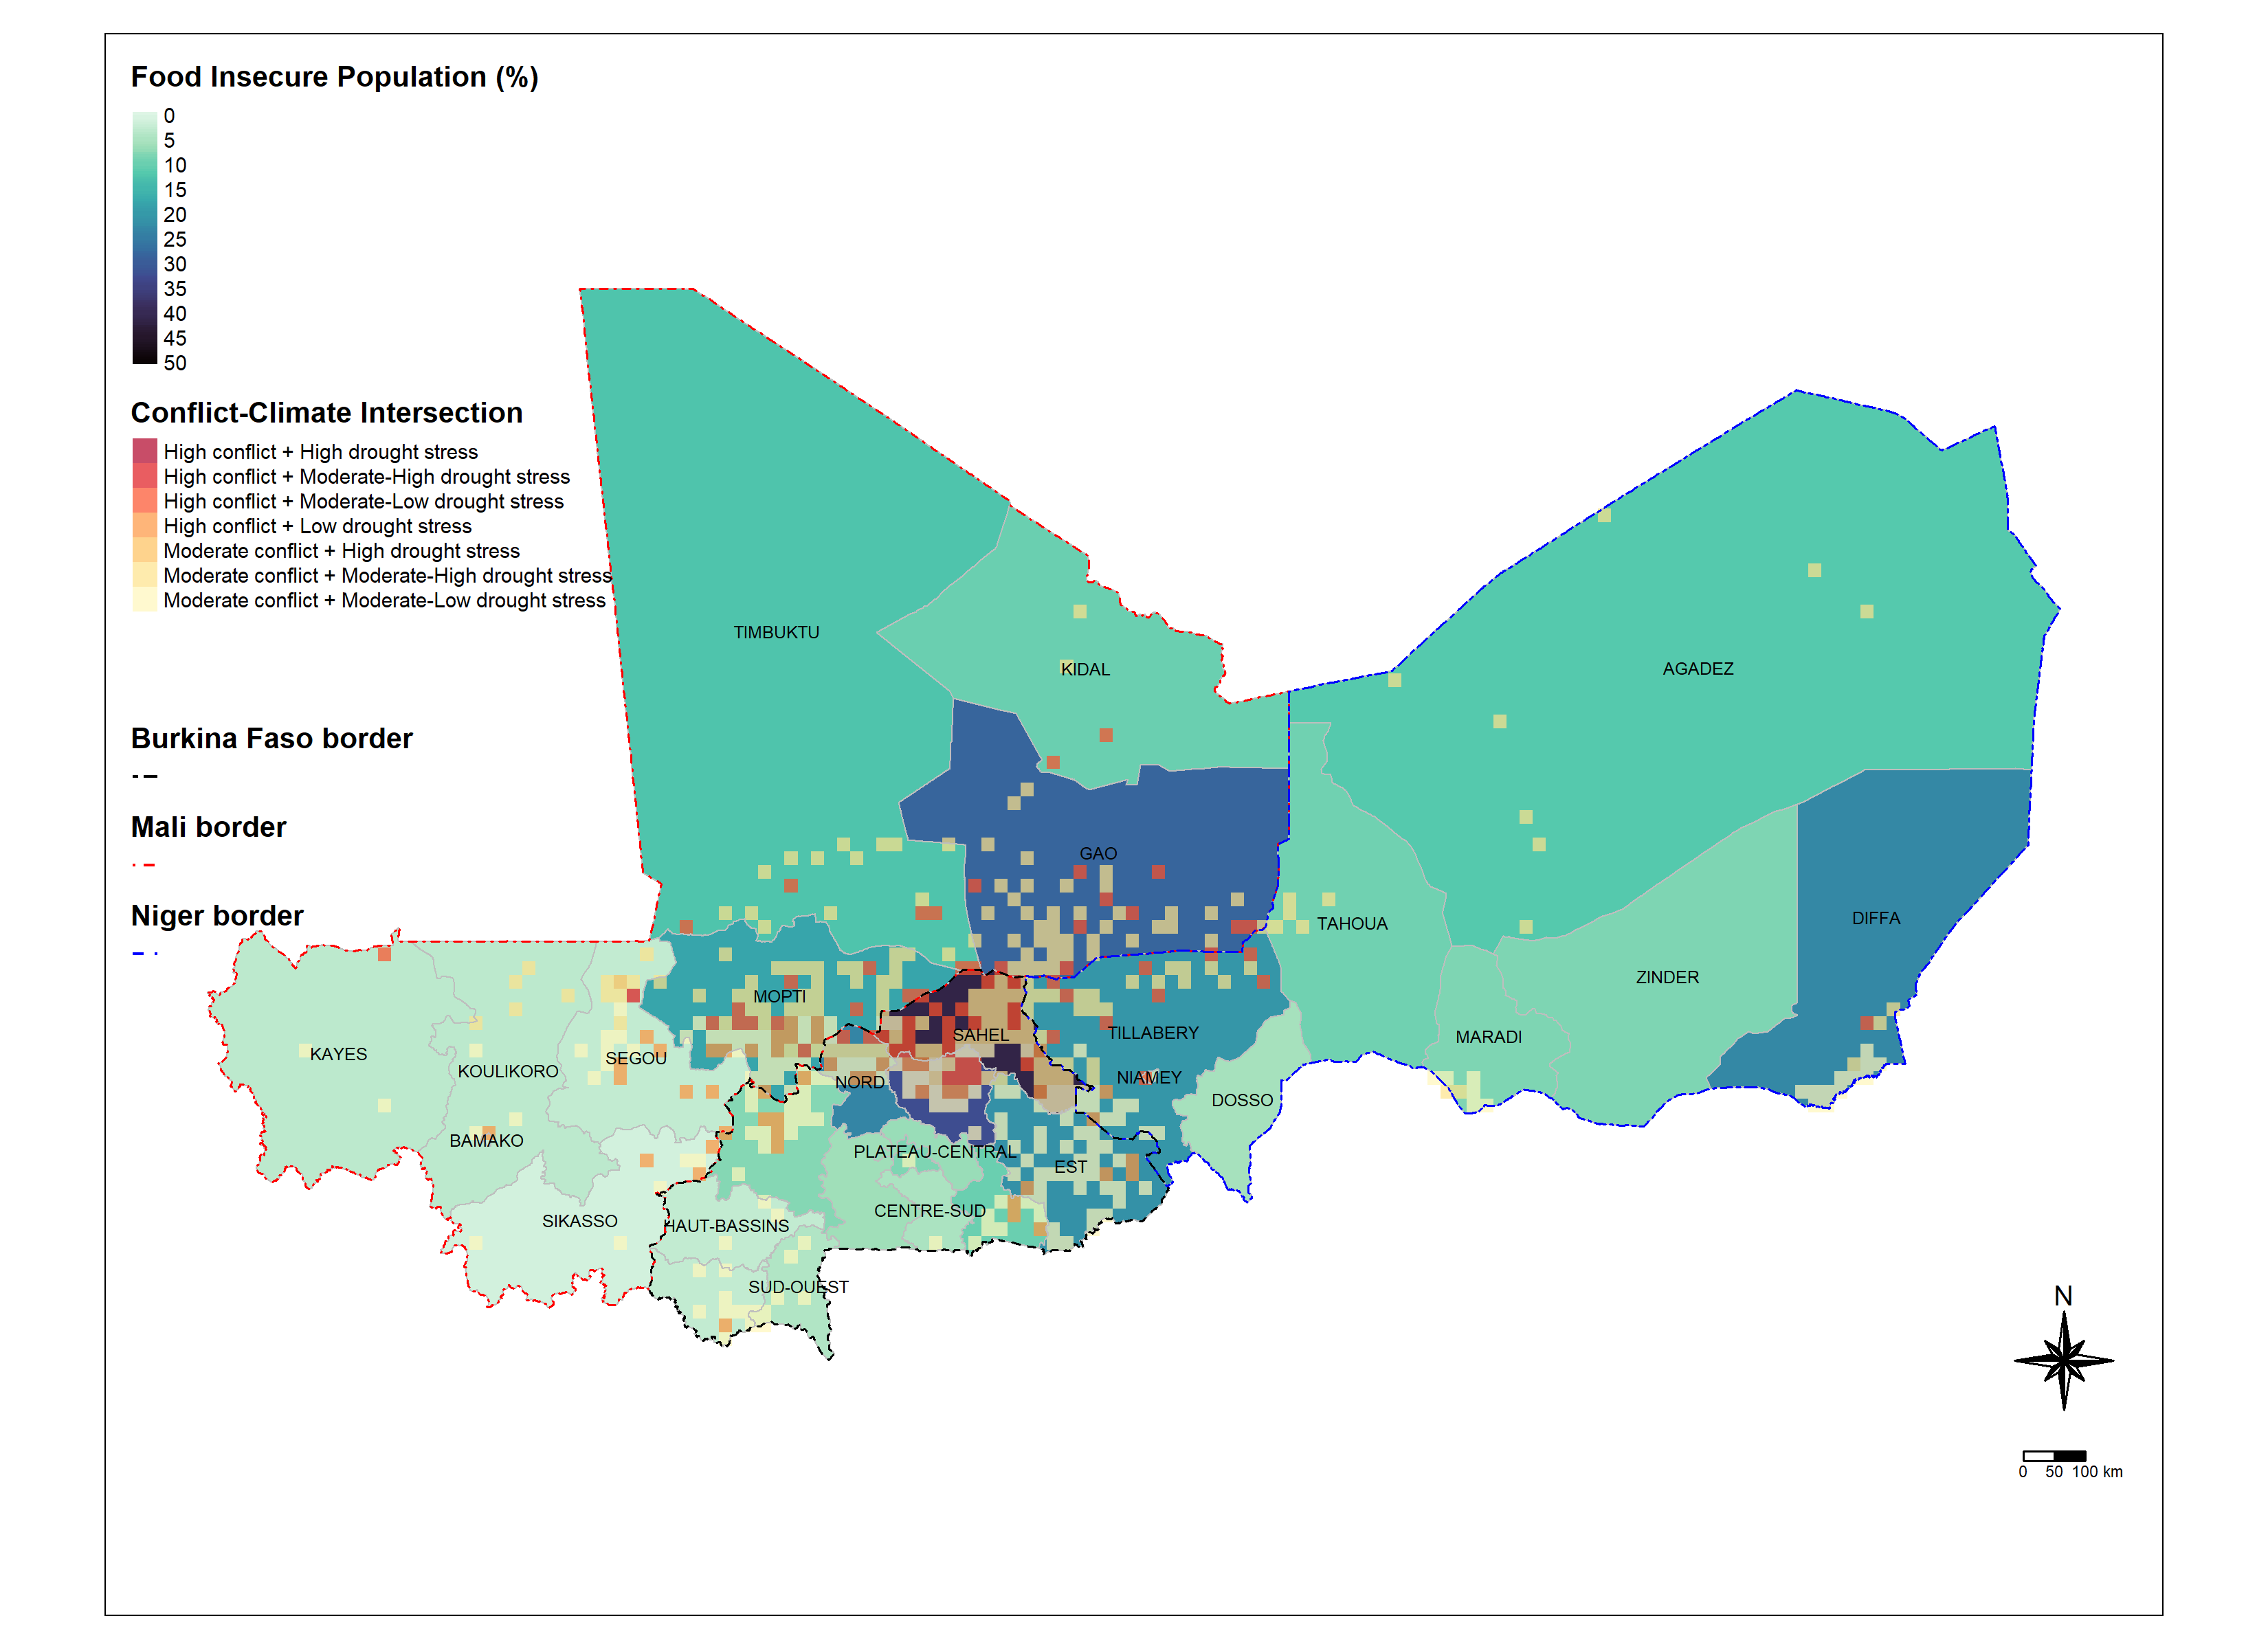 Food Insecure Population (%)
0
5
10
15
20
25
30
35
40
45
50
Conflict-Climate Intersection
High conflict + High drought stress
High conflict + Moderate-High drought stress
High conflict + Moderate-Low drought stress
High conflict + Low drought stress
Moderate conflict + High drought stress
Moderate conflict + Moderate-High drought stress
Moderate conflict + Moderate-Low drought stress
Burkina Faso border
Mali border
Niger border
TIMBUKTU
KIDAL
AGADEZ
GAO
TAHOUA
DIFFA
ZINDER
MOPTI
SAHEL
TILLABERY
MARADI
KAYES
SEGOU
KOULIKORO
NORD
NIAMEY
DOSSO
BAMAKO
PLATEAU-CENTRAL
EST
CENTRE-SUD
SIKASSO
HAUT-BASSINS
SUD-OUEST
N
0 50 100 km